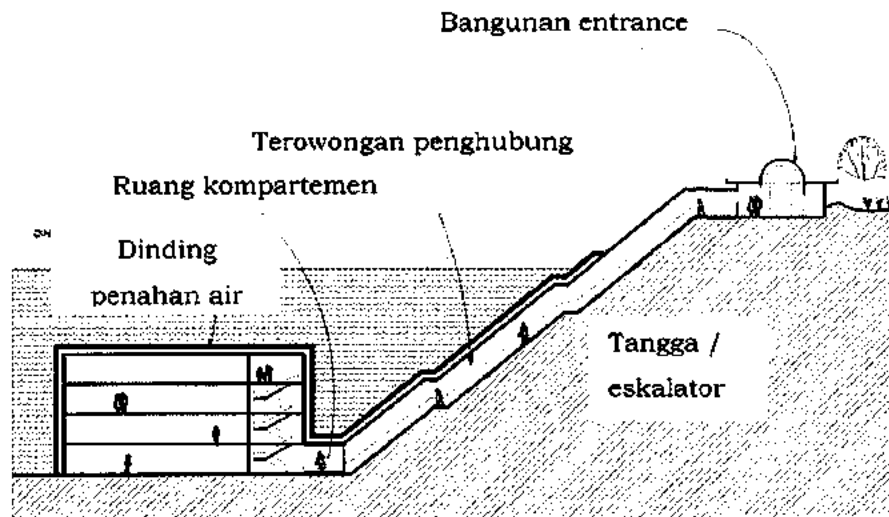 Bangunan entrance
Terowongan penghubung
Ruang kompartemen
Dinding
penahan air
Tangga /
eskalator